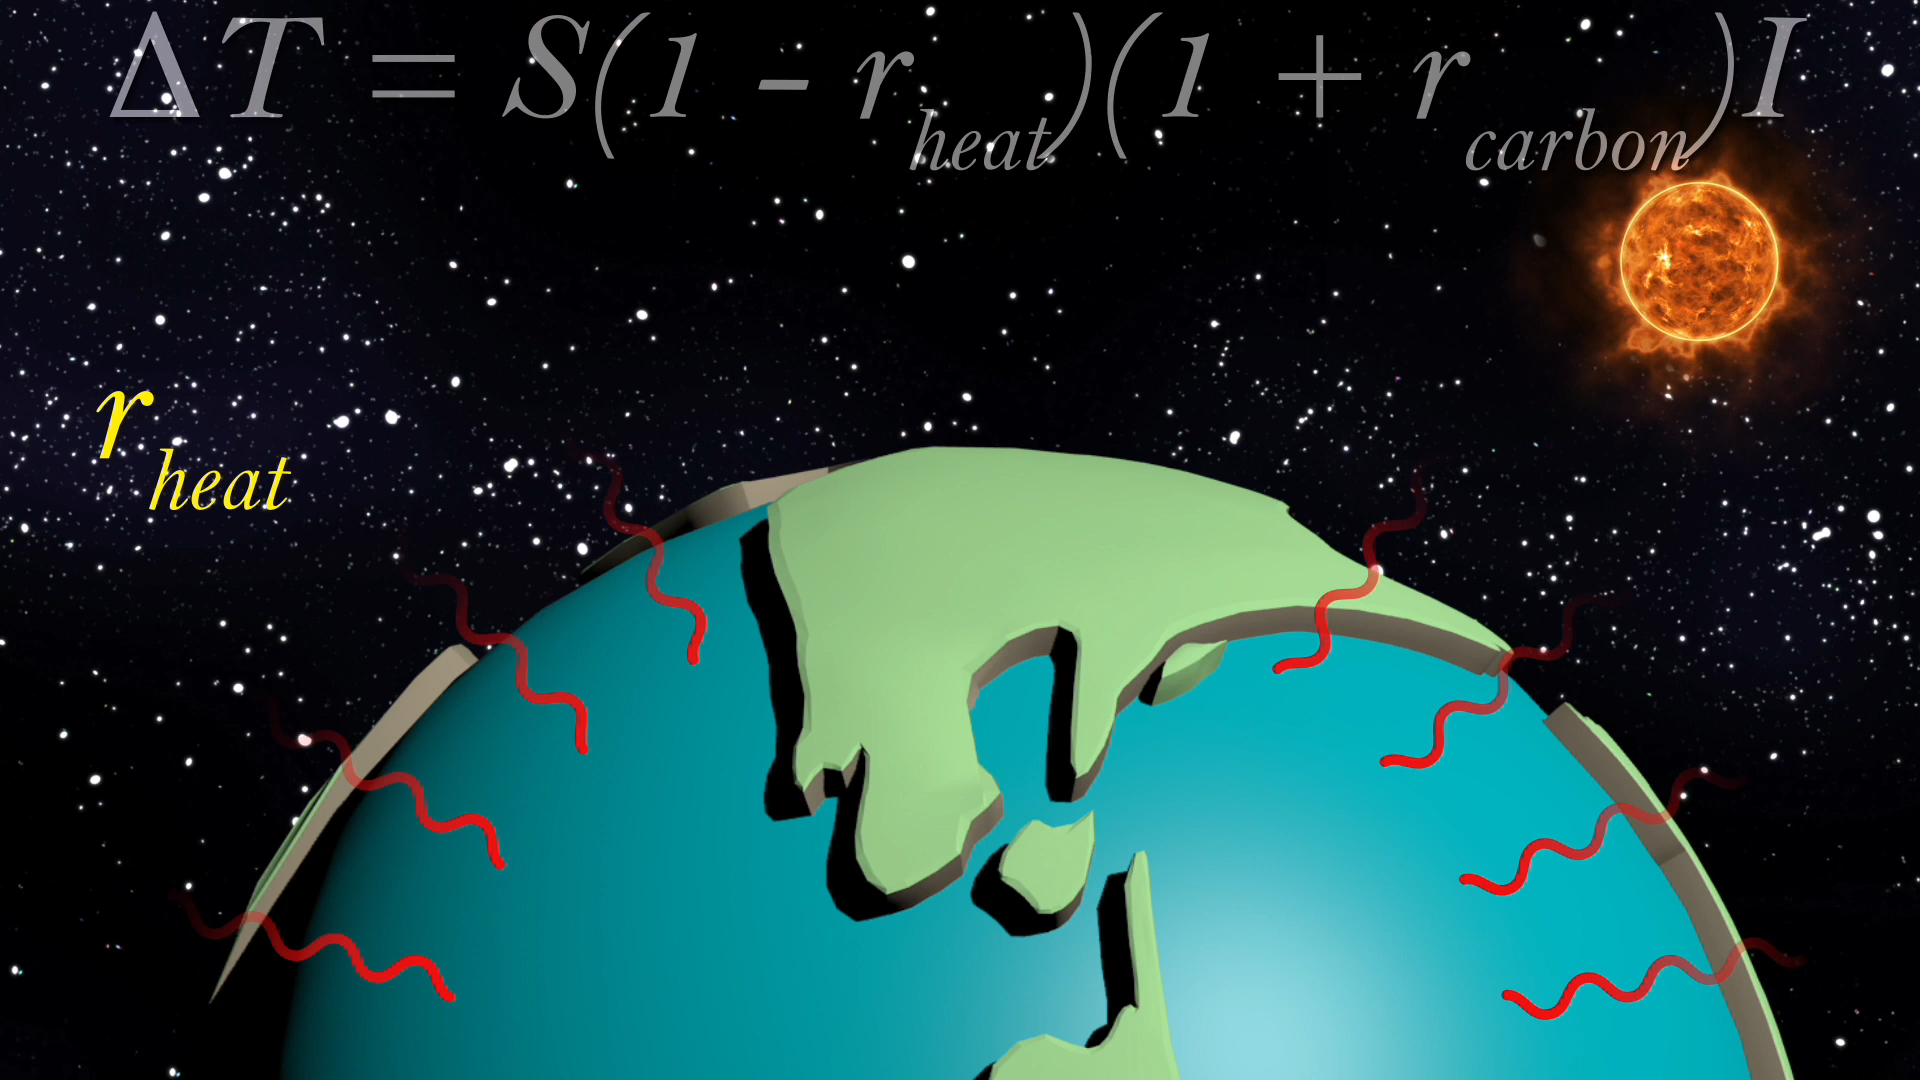 ΔT = S(1 - r_heat)(1 + r_carbon)I
r_heat